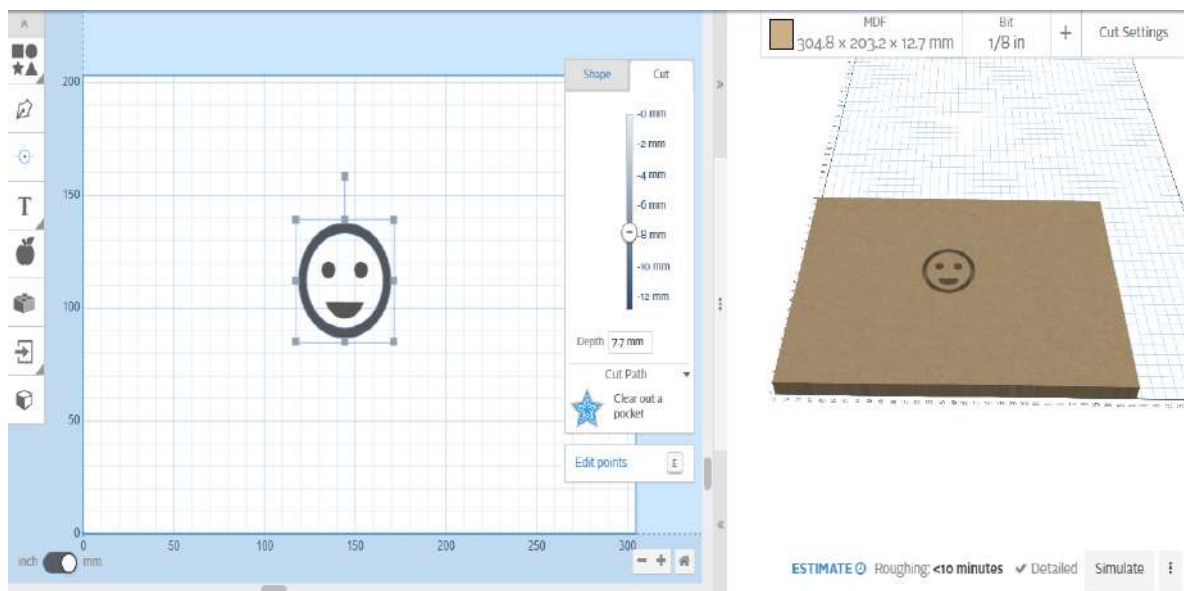 MDF
304.8 x 203.2 x 12.7 mm
Bit
1/8 in
+
Cut Settings
Shape
Cut
-0 mm
-2 mm
-4 mm
-6 mm
-8 mm
-10 mm
-12 mm
Depth 7.7 mm
Cut Path
Clear out a
pocket
Edit points
E
T
200
150
100
50
0
0 50 100 150 200 250 300
inch mm
ESTIMATE Roughing: <10 minutes ✓ Detailed Simulate